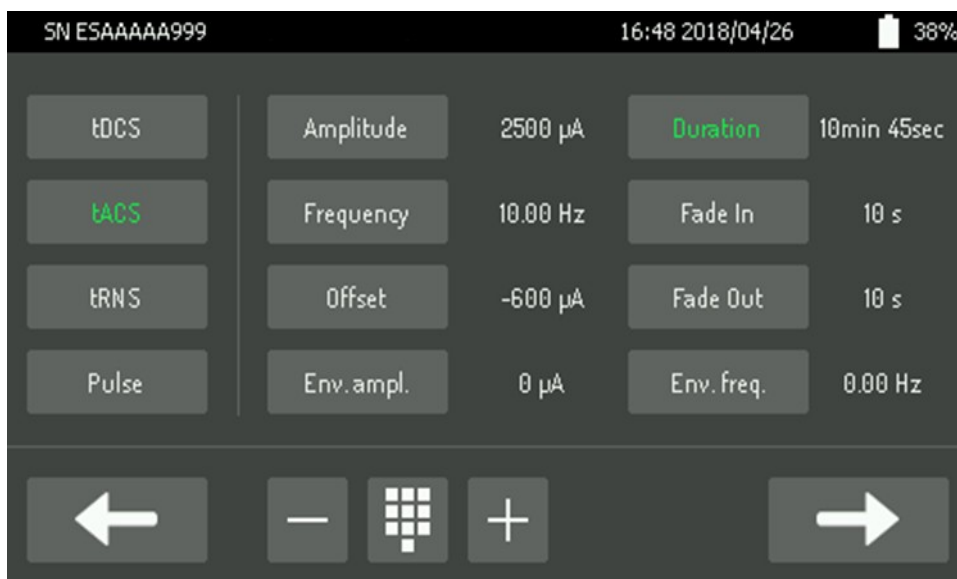 SN ESAAAAA999 16:48 2018/04/26 38%
tDCS Amplitude 2500 µA Duration 10min 45sec
tACS Frequency 10.00 Hz Fade In 10 s
tRNS Offset -600 µA Fade Out 10 s
Pulse Env. ampl. 0 µA Env. freq. 0.00 Hz